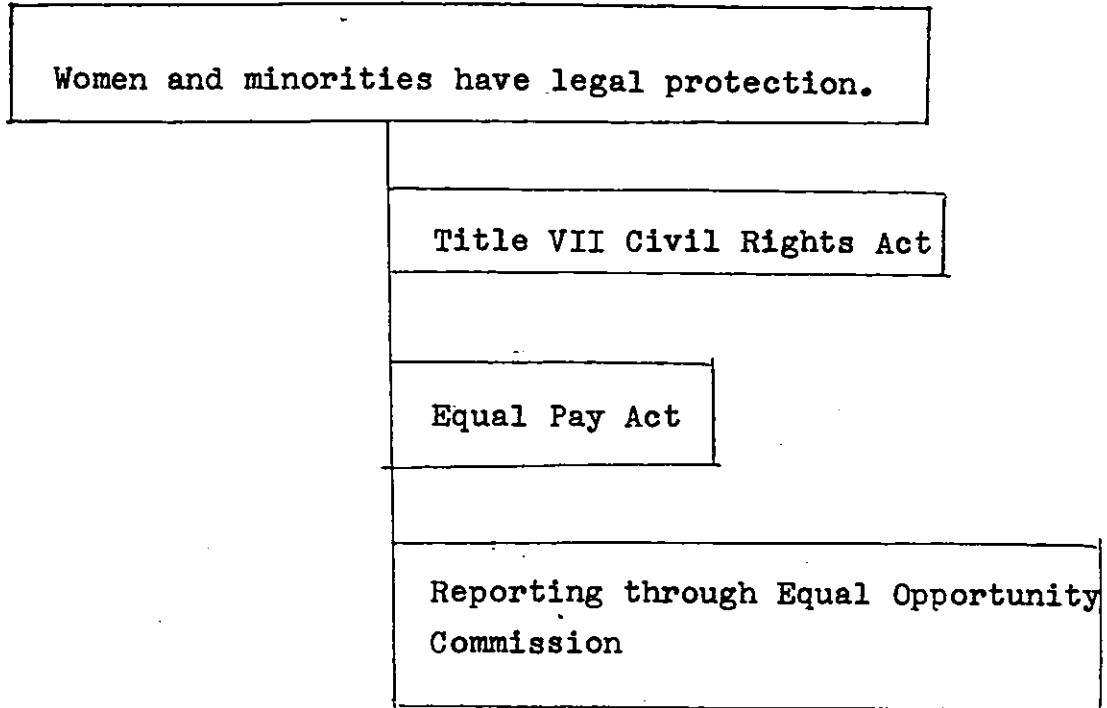 Women and minorities have legal protection.
Title VII Civil Rights Act
Equal Pay Act
Reporting through Equal Opportunity
Commission